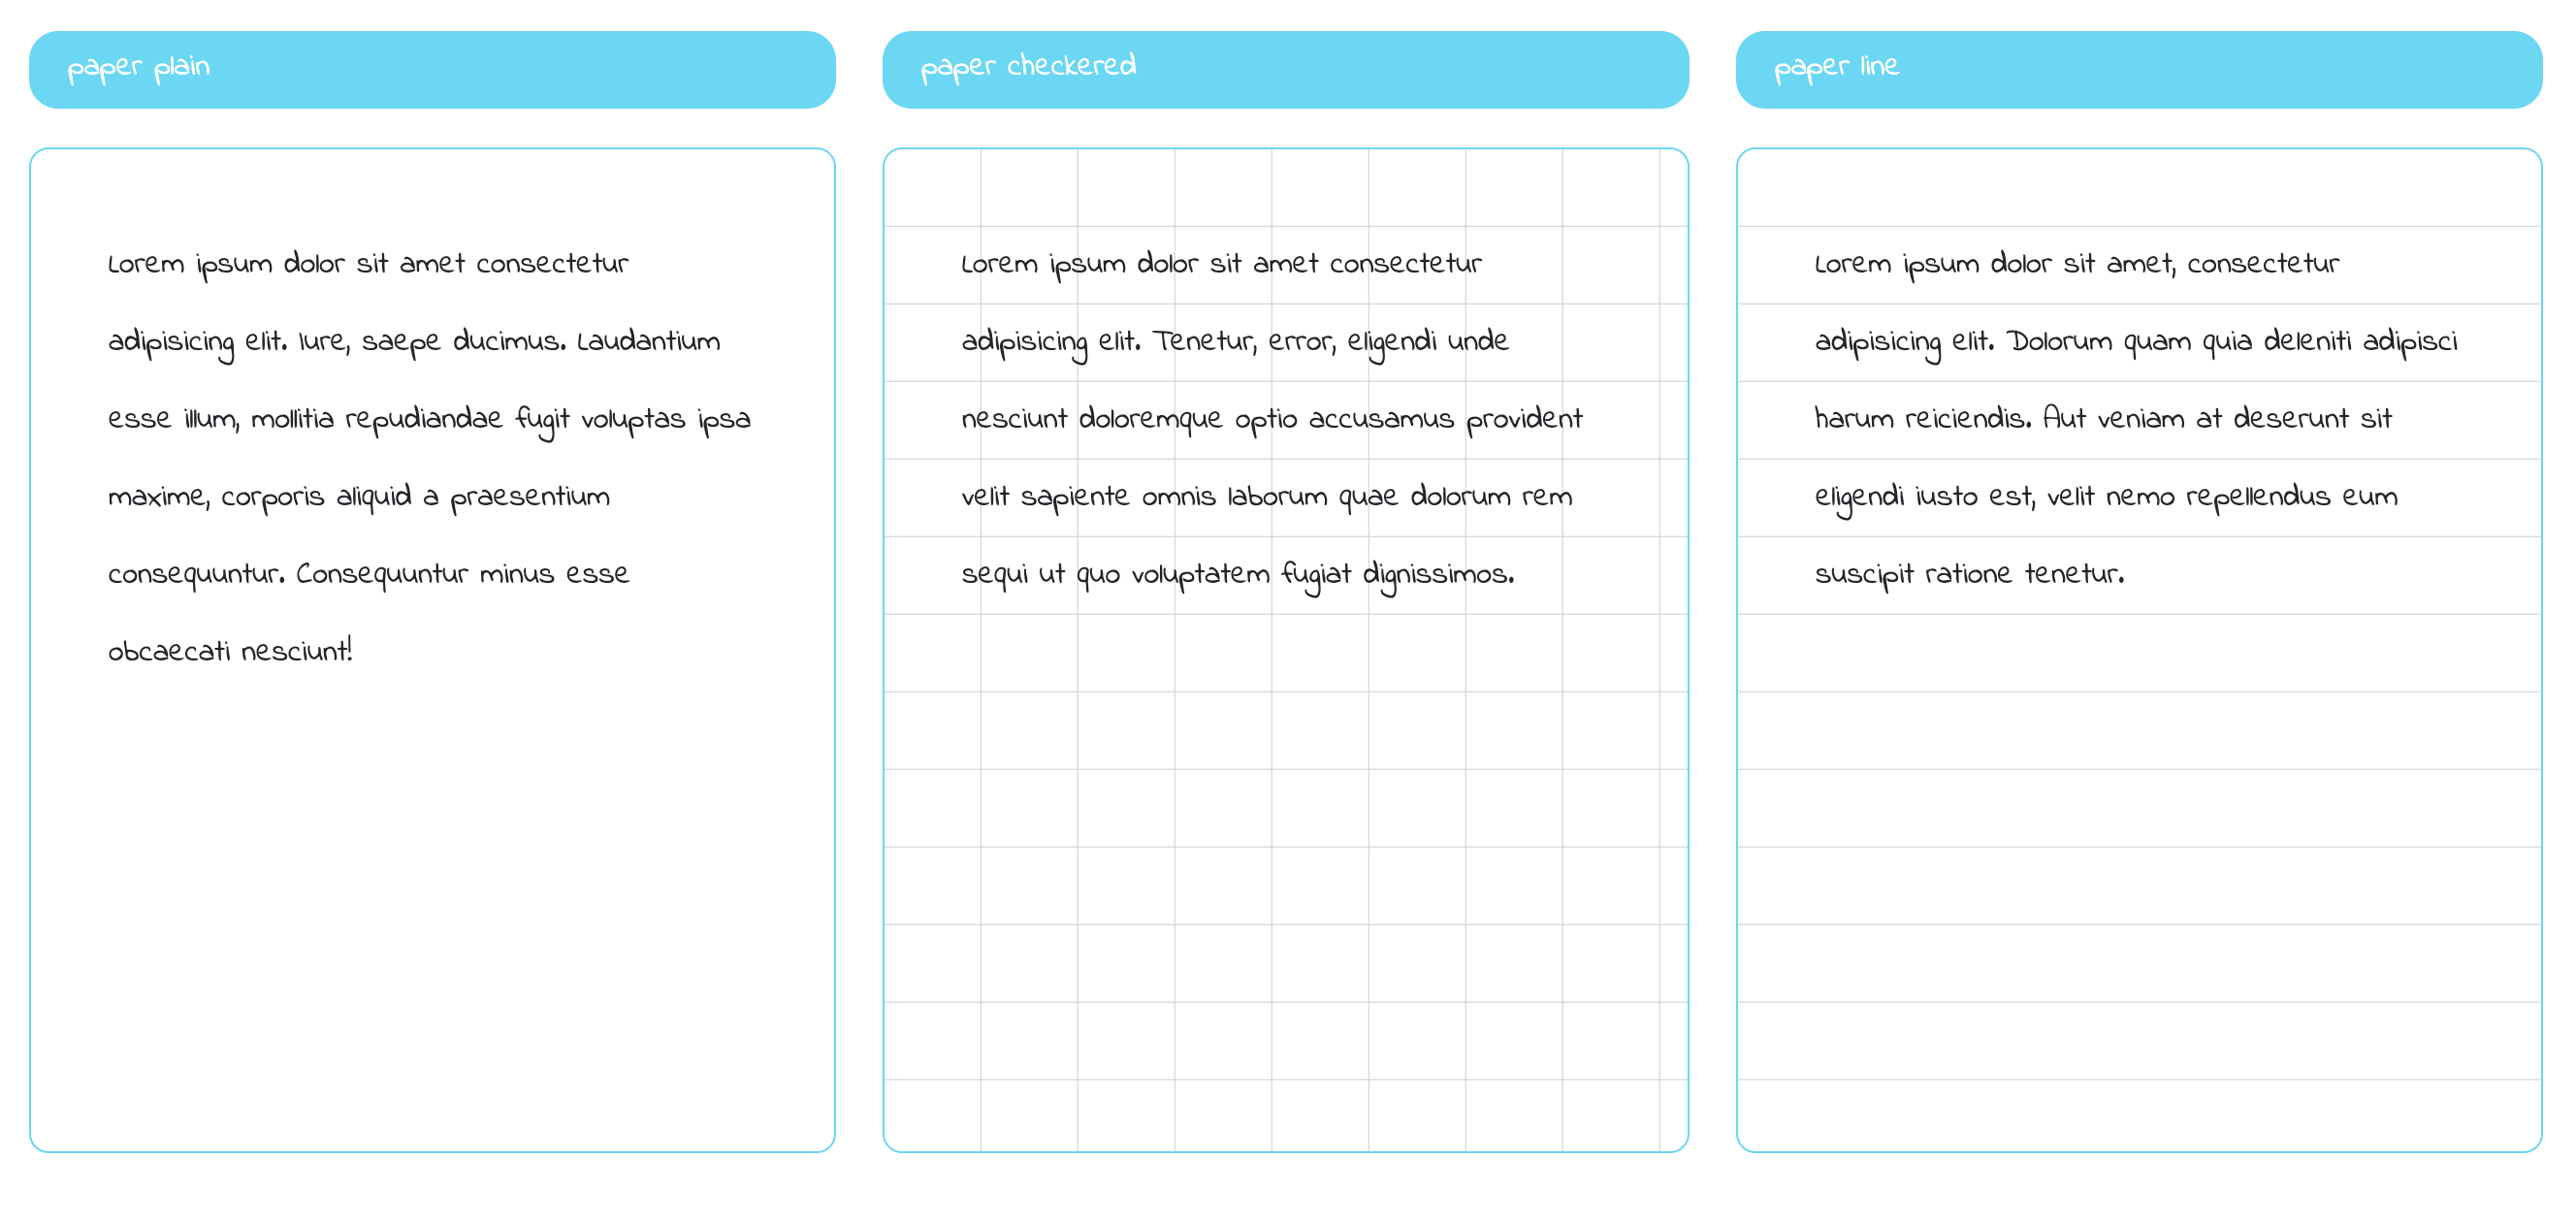 paper plain
Lorem ipsum dolor sit amet consectetur
adipisicing elit. Iure, saepe ducimus. Laudantium
esse illum, mollitia repudiandae fugit voluptas ipsa
maxime, corporis aliquid a praesentium
consequuntur. Consequuntur minus esse
obcaecati nesciunt!
paper checkered
Lorem ipsum dolor sit amet consectetur
adipisicing elit. Tenetur, error, eligendi unde
nesciunt doloremque optio accusamus provident
velit sapiente omnis laborum quae dolorum rem
sequi ut quo voluptatem fugiat dignissimos.
paper line
Lorem ipsum dolor sit amet, consectetur
adipisicing elit. Dolorum quam quia deleniti adipisci
harum reiciendis. Aut veniam at deserunt sit
eligendi iusto est, velit nemo repellendus eum
suscipit ratione tenetur.